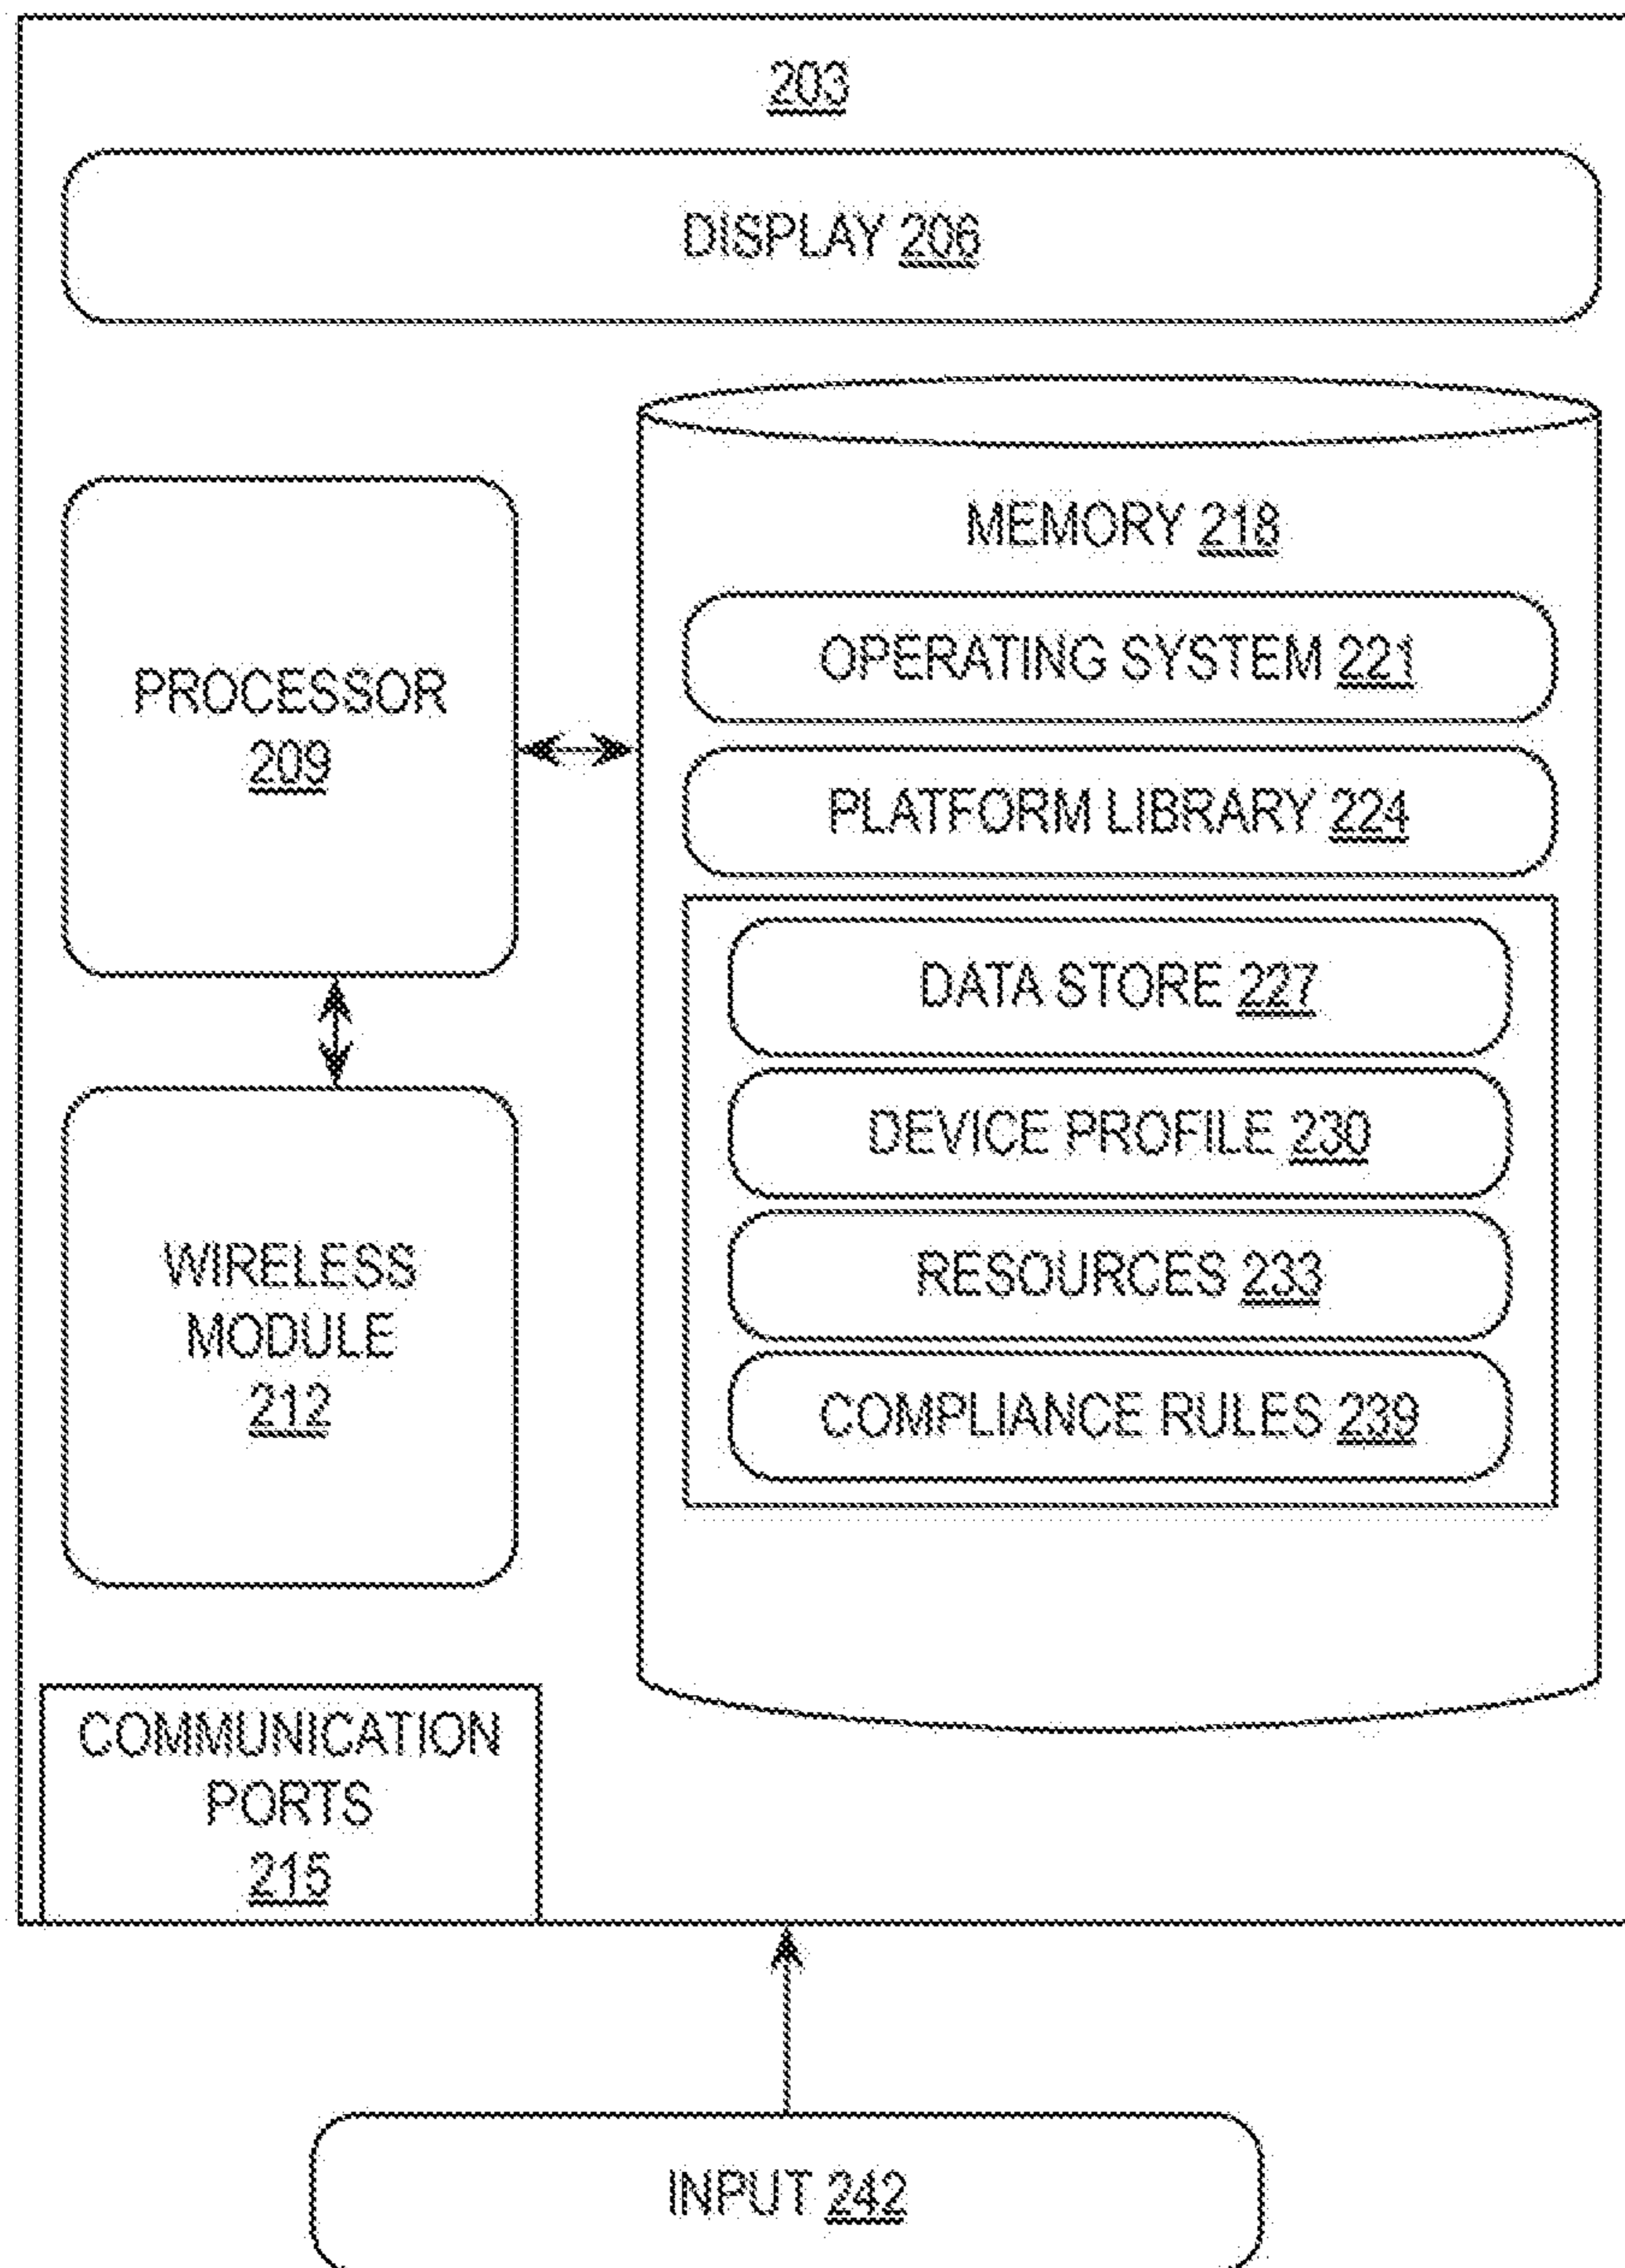 203
DISPLAY 206
MEMORY 218
OPERATING SYSTEM 221
PLATFORM LIBRARY 224
DATA STORE 227
DEVICE PROFILE 230
RESOURCES 233
COMPLIANCE RULES 239
PROCESSOR
209
WIRELESS
MODULE
212
COMMUNICATION
PORTS
215
INPUT 242